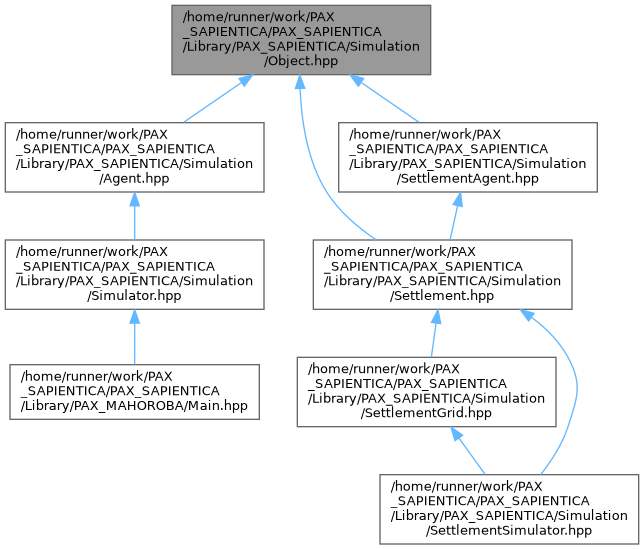 /home/runner/work/PAX
_SAPIENTICA/PAX_SAPIENTICA
/Library/PAX_SAPIENTICA/Simulation
/Object.hpp
/home/runner/work/PAX
_SAPIENTICA/PAX_SAPIENTICA
/Library/PAX_SAPIENTICA/Simulation
/Agent.hpp
/home/runner/work/PAX
_SAPIENTICA/PAX_SAPIENTICA
/Library/PAX_SAPIENTICA/Simulation
/SettlementAgent.hpp
/home/runner/work/PAX
_SAPIENTICA/PAX_SAPIENTICA
/Library/PAX_SAPIENTICA/Simulation
/Simulator.hpp
/home/runner/work/PAX
_SAPIENTICA/PAX_SAPIENTICA
/Library/PAX_SAPIENTICA/Simulation
/Settlement.hpp
/home/runner/work/PAX
_SAPIENTICA/PAX_SAPIENTICA
/Library/PAX_MAHOROBA/Main.hpp
/home/runner/work/PAX
_SAPIENTICA/PAX_SAPIENTICA
/Library/PAX_SAPIENTICA/Simulation
/SettlementGrid.hpp
/home/runner/work/PAX
_SAPIENTICA/PAX_SAPIENTICA
/Library/PAX_SAPIENTICA/Simulation
/SettlementSimulator.hpp